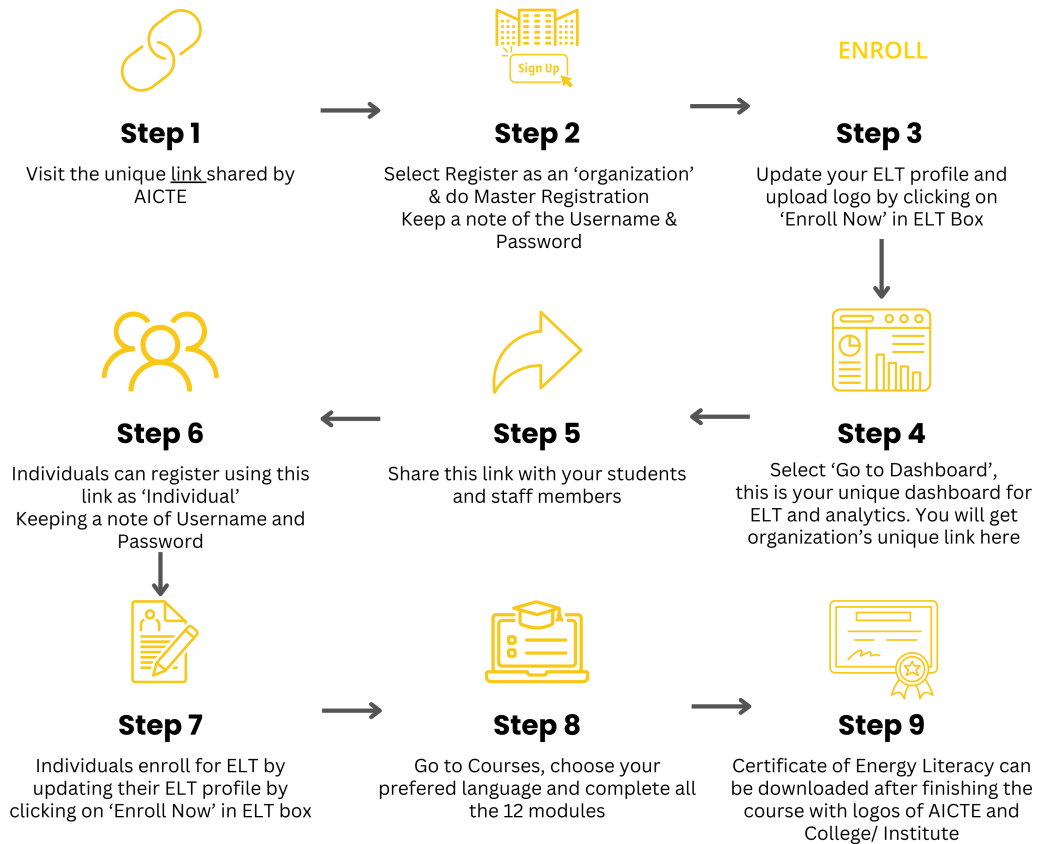 Sign Up
ENROLL
Step 1
Visit the unique link shared by
AICTE
Step 2
Select Register as an ‘organization’
& do Master Registration
Keep a note of the Username &
Password
Step 3
Update your ELT profile and
upload logo by clicking on
‘Enroll Now’ in ELT Box
Step 4
Select ‘Go to Dashboard’,
this is your unique dashboard for
ELT and analytics. You will get
organization’s unique link here
Step 5
Share this link with your students
and staff members
Step 6
Individuals can register using this
link as ‘Individual’
Keeping a note of Username and
Password
Step 7
Individuals enroll for ELT by
updating their ELT profile by
clicking on ‘Enroll Now’ in ELT box
Step 8
Go to Courses, choose your
prefered language and complete all
the 12 modules
Step 9
Certificate of Energy Literacy can
be downloaded after finishing the
course with logos of AICTE and
College/ Institute